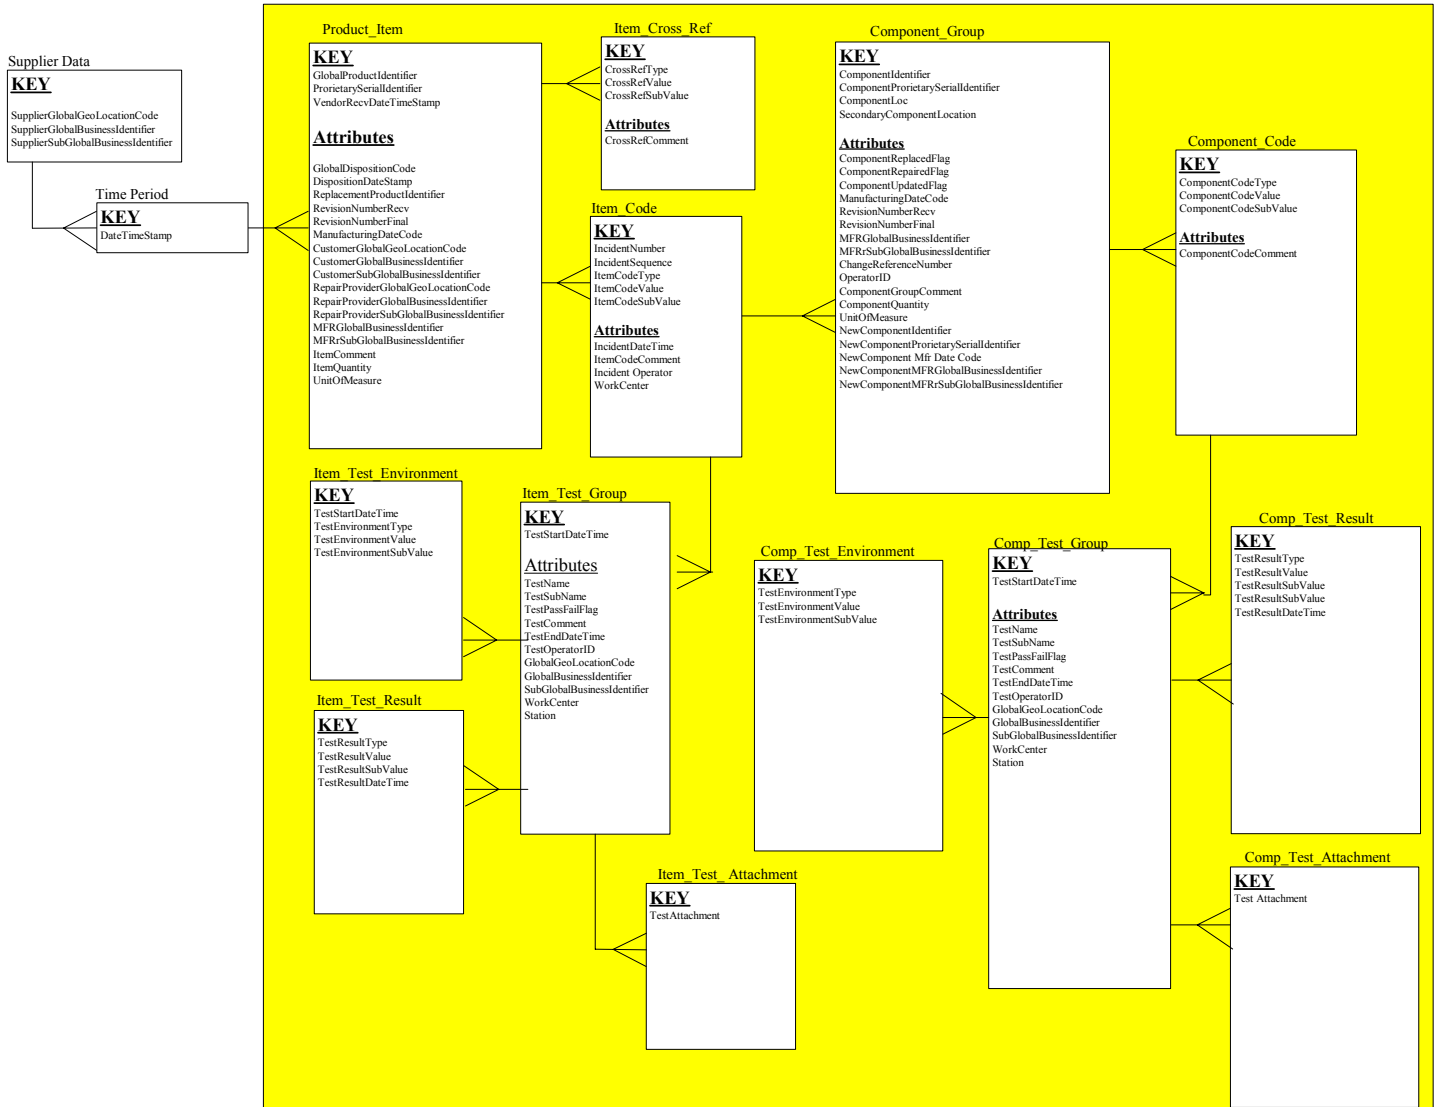 Supplier Data
KEY
SupplierGlobalGeoLocationCode
SupplierGlobalBusinessIdentifier
SupplierSubGlobalBusinessIdentifier
Time Period
KEY
DateTimeStamp
Product_Item
KEY
GlobalProductIdentifier
ProrietarySerialIdentifier
VendorRecvDateTimeStamp
Attributes
GlobalDispositionCode
DispositionDateStamp
ReplacementProductIdentifier
RevisionNumberRecv
RevisionNumberFinal
ManufacturingDateCode
CustomerGlobalGeoLocationCode
CustomerGlobalBusinessIdentifier
CustomerSubGlobalBusinessIdentifier
RepairProviderGlobalGeoLocationCode
RepairProviderGlobalBusinessIdentifier
RepairProviderSubGlobalBusinessIdentifier
MFRGlobalBusinessIdentifier
MFRrSubGlobalBusinessIdentifier
ItemComment
ItemQuantity
UnitOfMeasure
Item_Cross_Ref
KEY
CrossRefType
CrossRefValue
CrossRefSubValue
Attributes
CrossRefComment
Item_Code
KEY
IncidentNumber
IncidentSequence
ItemCodeType
ItemCodeValue
ItemCodeSubValue
Attributes
IncidentDateTime
ItemCodeComment
Incident Operator
WorkCenter
Component_Group
KEY
ComponentIdentifier
ComponentProrietarySerialIdentifier
ComponentLoc
SecondaryComponentLocation
Attributes
ComponentReplacedFlag
ComponentRepairedFlag
ComponentUpdatedFlag
ManufacturingDateCode
RevisionNumberRecv
RevisionNumberFinal
MFRGlobalBusinessIdentifier
MFRrSubGlobalBusinessIdentifier
ChangeReferenceNumber
OperatorID
ComponentGroupComment
ComponentQuantity
UnitOfMeasure
NewComponentIdentifier
NewComponentProrietarySerialIdentifier
NewComponent Mfr Date Code
NewComponentMFRGlobalBusinessIdentifier
NewComponentMFRrSubGlobalBusinessIdentifier
Component_Code
KEY
ComponentCodeType
ComponentCodeValue
ComponentCodeSubValue
Attributes
ComponentCodeComment
Item_Test_Environment
KEY
TestStartDateTime
TestEnvironmentType
TestEnvironmentValue
TestEnvironmentSubValue
Item_Test_Result
KEY
TestResultType
TestResultValue
TestResultSubValue
TestResultDateTime
Item_Test_Group
KEY
TestStartDateTime
Attributes
TestName
TestSubName
TestPassFailFlag
TestComment
TestEndDateTime
TestOperatorID
GlobalGeoLocationCode
GlobalBusinessIdentifier
SubGlobalBusinessIdentifier
WorkCenter
Station
Item_Test_ Attachment
KEY
TestAttachment
Comp_Test_Environment
KEY
TestEnvironmentType
TestEnvironmentValue
TestEnvironmentSubValue
Comp_Test_Group
KEY
TestStartDateTime
Attributes
TestName
TestSubName
TestPassFailFlag
TestComment
TestEndDateTime
TestOperatorID
GlobalGeoLocationCode
GlobalBusinessIdentifier
SubGlobalBusinessIdentifier
WorkCenter
Station
Comp_Test_Result
KEY
TestResultType
TestResultValue
TestResultSubValue
TestResultSubValue
TestResultDateTime
Comp_Test_Attachment
KEY
Test Attachment